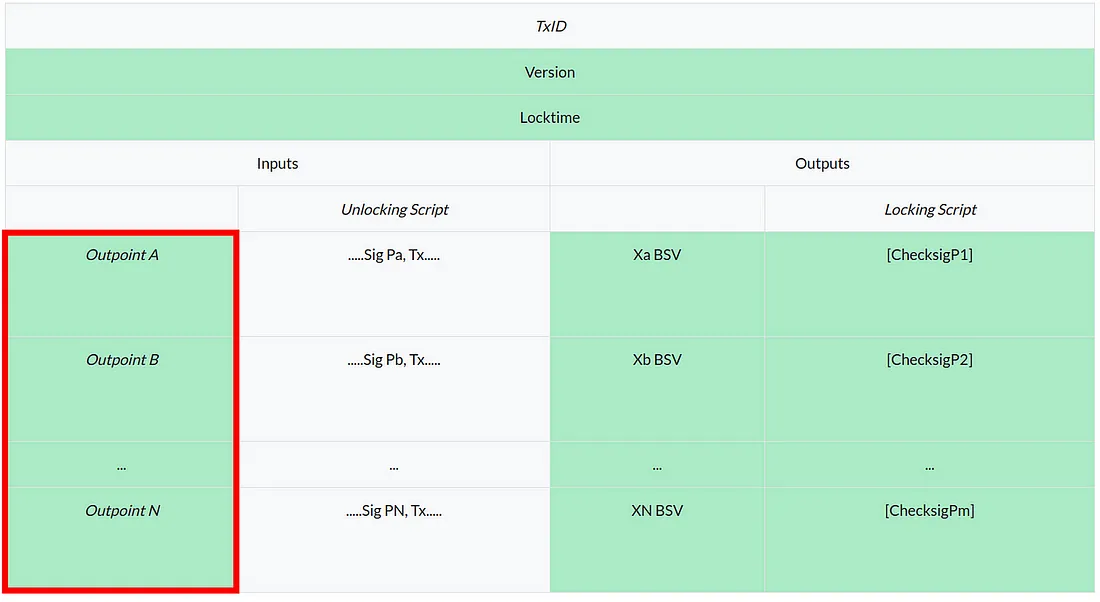 TxID
Version
Locktime
Inputs Outputs
Unlocking Script Locking Script
Outpoint A .....Sig Pa, Tx..... Xa BSV [ChecksigP1]
Outpoint B .....Sig Pb, Tx..... Xb BSV [ChecksigP2]
... ... ... ...
Outpoint N .....Sig PN, Tx..... XN BSV [ChecksigPm]